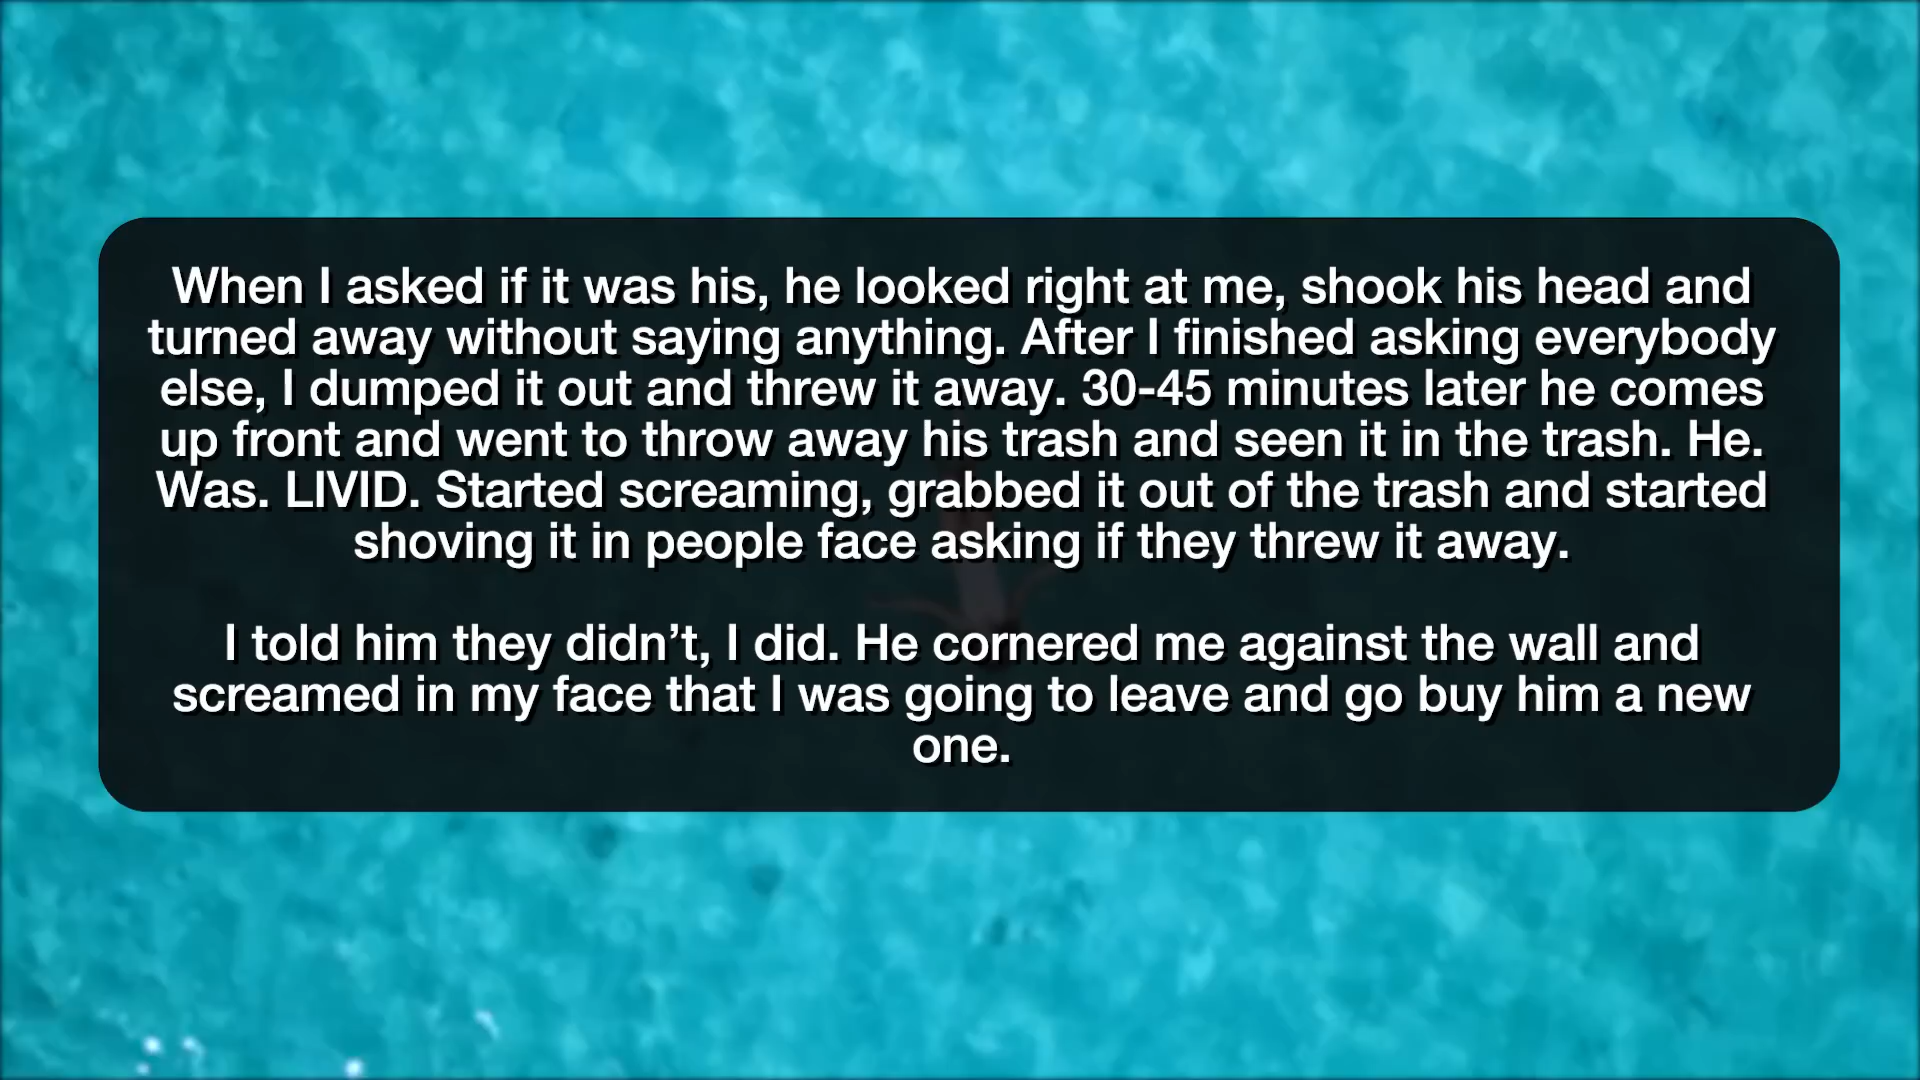 When I asked if it was his, he looked right at me, shook his head and
turned away without saying anything. After I finished asking everybody
else, I dumped it out and threw it away. 30-45 minutes later he comes
up front and went to throw away his trash and seen it in the trash. He.
Was. LIVID. Started screaming, grabbed it out of the trash and started
shoving it in people face asking if they threw it away.
I told him they didn’t, I did. He cornered me against the wall and
screamed in my face that I was going to leave and go buy him a new
one.